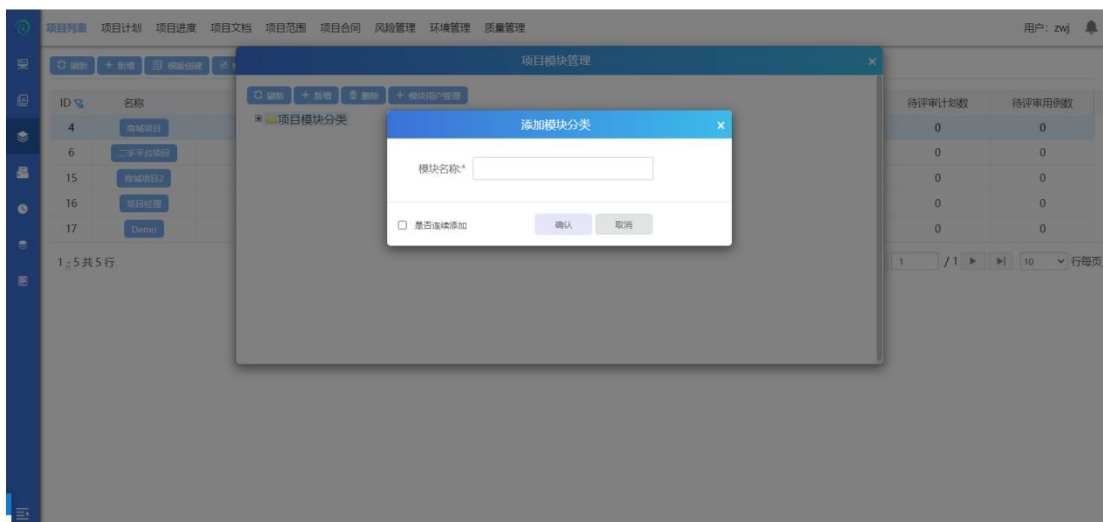 项目列表 项目计划 项目进度 项目文档 项目范围 项目合同 风险管理 环境管理 质量管理 用户：zwj
刷新 + 新增 模版创建
项目模块管理 ×
刷新 + 新增 删除 + 模块用户管理
项目模块分类
添加模块分类 ×
模块名称:*
是否连续添加 确认 取消
ID 名称 待评审计划数 待评审用例数
4 商城项目 0 0
6 二手平台项目 0 0
15 商城项目2 0 0
16 项目经理 0 0
17 Demo 0 0
1 - 5 共 5 行 1 / 1 10 行每页